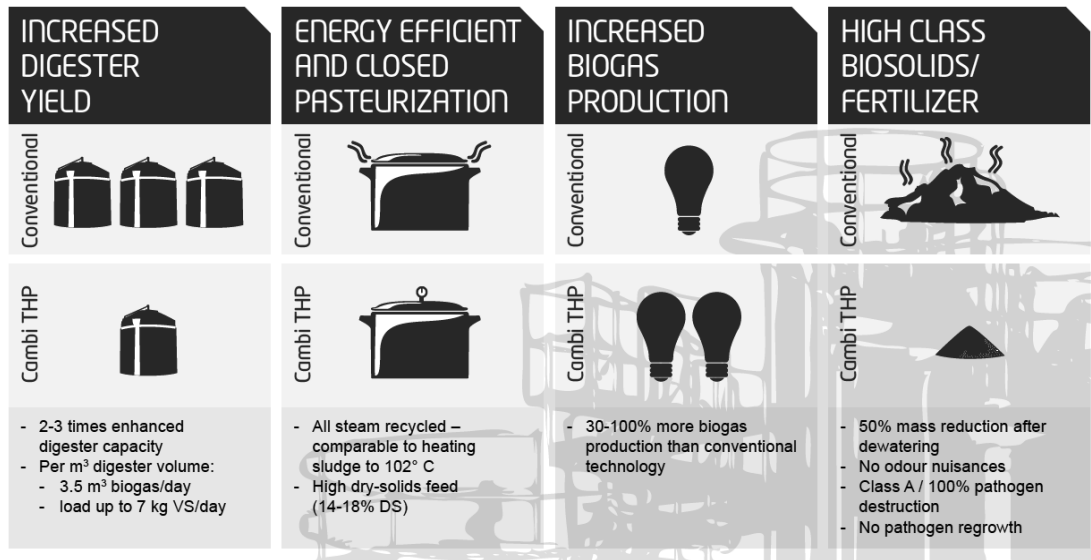 INCREASED
DIGESTER
YIELD
Conventional
Cambi THP
- 2-3 times enhanced
digester capacity
- Per m³ digester volume:
- 3.5 m³ biogas/day
- load up to 7 kg VS/day
ENERGY EFFICIENT
AND CLOSED
PASTEURIZATION
Conventional
Cambi THP
- All steam recycled –
comparable to heating
sludge to 102° C
- High dry-solids feed
(14-18% DS)
INCREASED
BIOGAS
PRODUCTION
Conventional
Cambi THP
- 30-100% more biogas
production than conventional
technology
HIGH CLASS
BIOSOLIDS/
FERTILIZER
Conventional
Cambi THP
- 50% mass reduction after
dewatering
- No odour nuisances
- Class A / 100% pathogen
destruction
- No pathogen regrowth